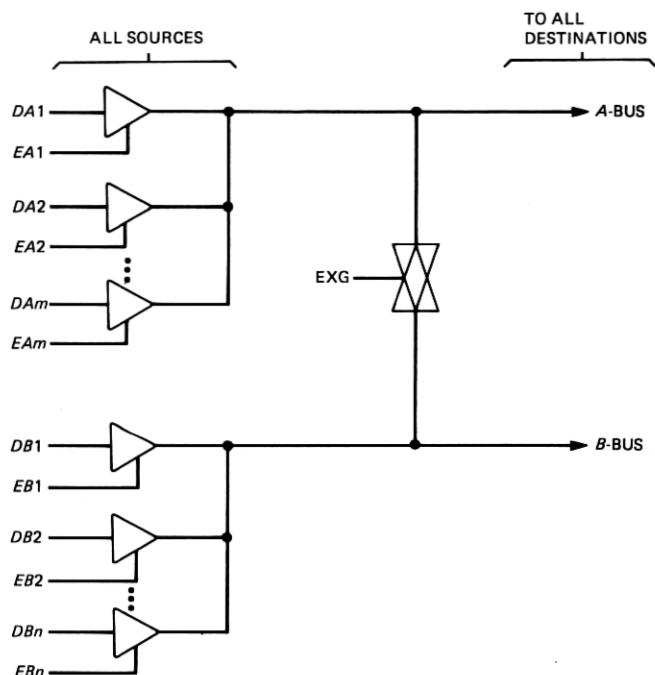 ALL SOURCES
TO ALL
DESTINATIONS
DA1
EA1
DA2
EA2
DAm
EAm
A-BUS
EXG
DB1
EB1
DB2
EB2
DBn
EBn
B-BUS